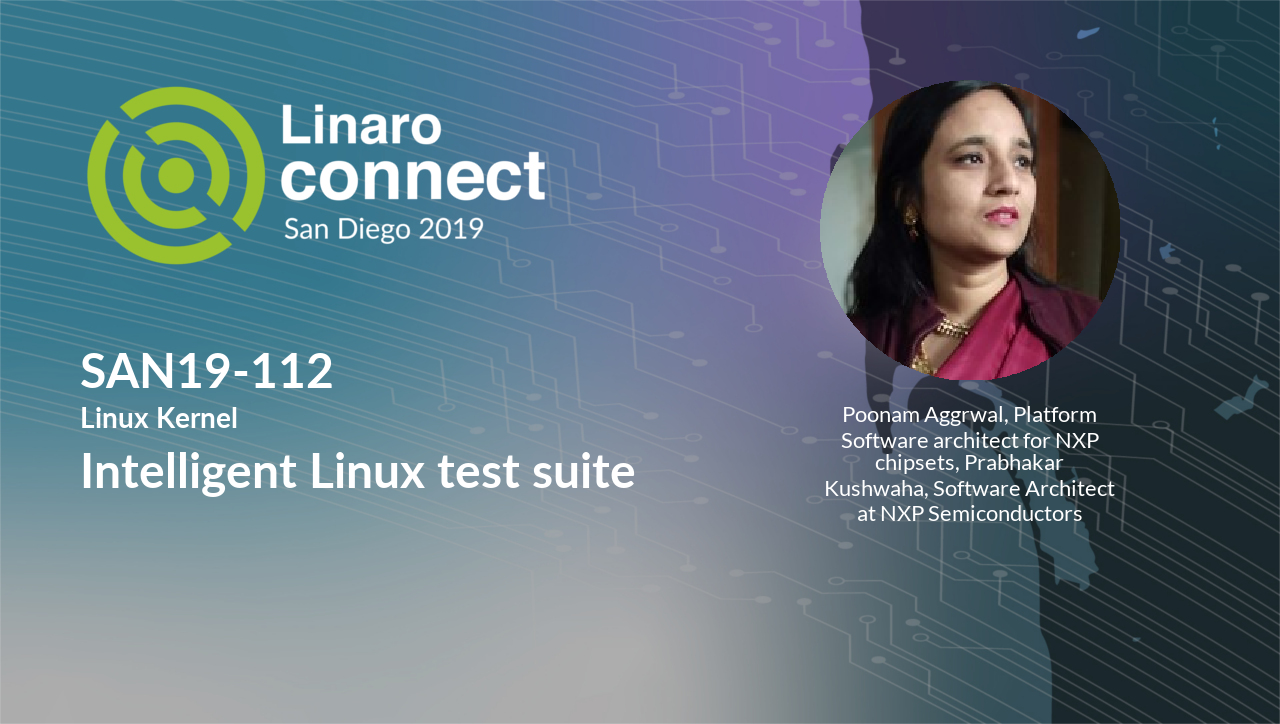 Linaro
connect
San Diego 2019
SAN19-112
Linux Kernel
Intelligent Linux test suite
Poonam Aggrwal, Platform
Software architect for NXP
chipsets, Prabhakar
Kushwaha, Software Architect
at NXP Semiconductors